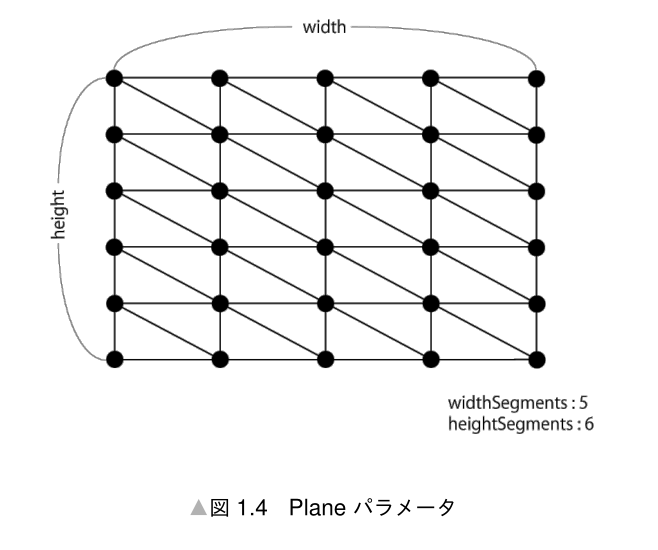 width
height
widthSegments : 5
heightSegments : 6
▲図 1.4　Plane パラメータ